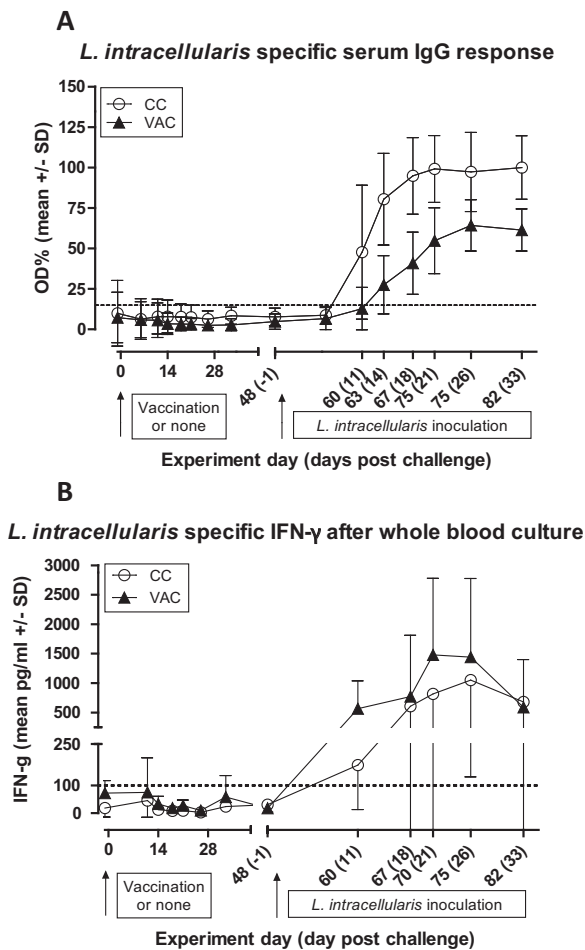 A
L. intracellularis specific serum IgG response
150
125
100
75
50
25
0
OD% (mean +/- SD)
CC
VAC
0
14
28
48 (-1)
60 (11)
63 (14)
67 (18)
75 (21)
75 (26)
82 (33)
Vaccination
or none
L. intracellularis inoculation
Experiment day (days post challenge)
B
L. intracellularis specific IFN-γ after whole blood culture
3000
2500
2000
1500
1000
500
250
100
0
IFN-g (mean pg/ml +/- SD)
CC
VAC
0
14
28
48 (-1)
60 (11)
67 (18)
70 (21)
75 (26)
82 (33)
Vaccination
or none
L. intracellularis inoculation
Experiment day (day post challenge)